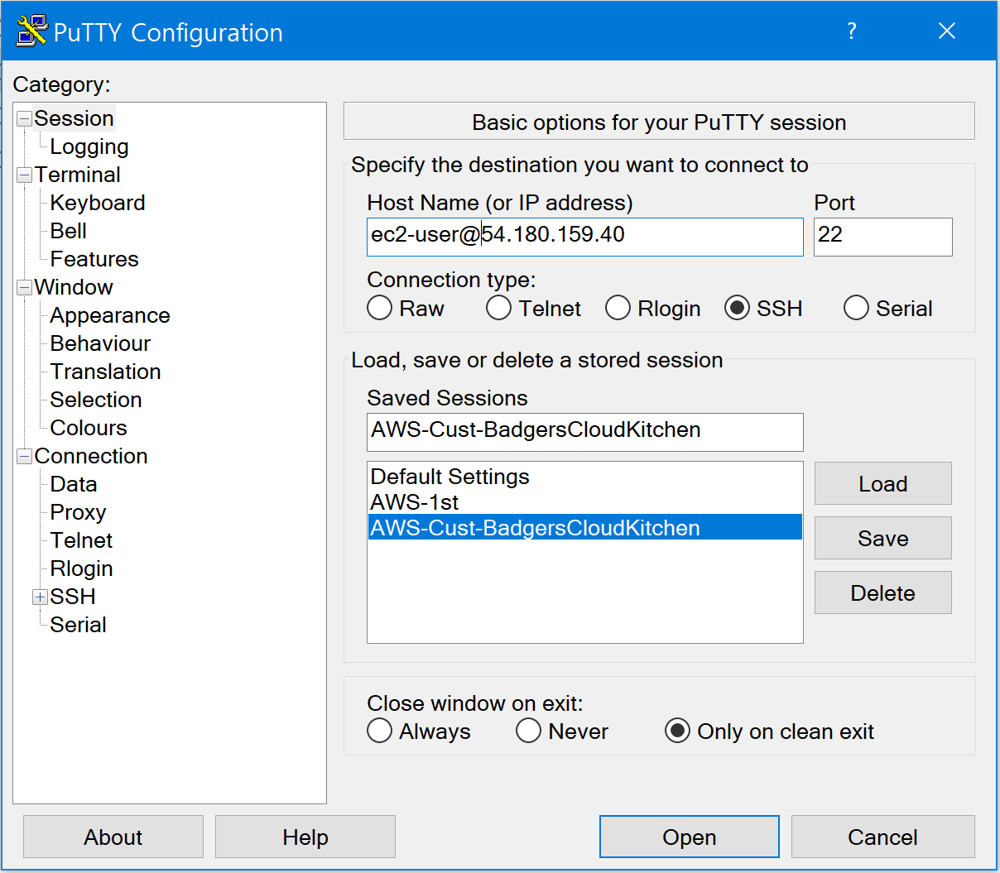 PuTTY Configuration
?
Category:
Session
Logging
Terminal
Keyboard
Bell
Features
Window
Appearance
Behaviour
Translation
Selection
Colours
Connection
Data
Proxy
Telnet
Rlogin
SSH
Serial
Basic options for your PuTTY session
Specify the destination you want to connect to
Host Name (or IP address) Port
ec2-user@54.180.159.40 22
Connection type:
Raw Telnet Rlogin SSH Serial
Load, save or delete a stored session
Saved Sessions
AWS-Cust-BadgersCloudKitchen
Default Settings
AWS-1st
AWS-Cust-BadgersCloudKitchen
Load
Save
Delete
Close window on exit:
Always Never Only on clean exit
About Help Open Cancel